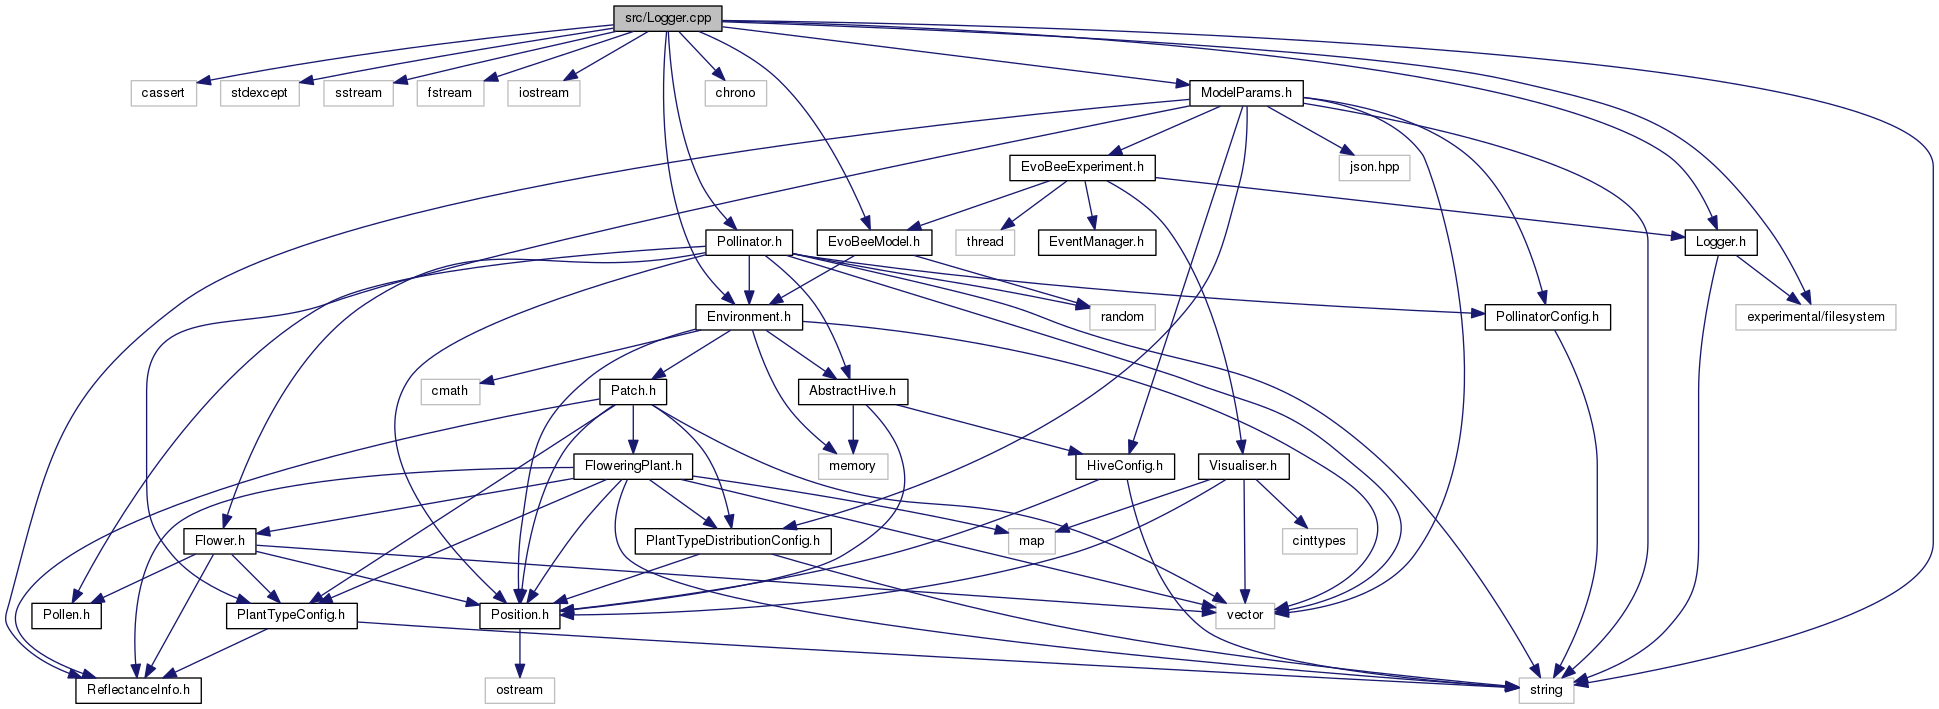 src/Logger.cpp
cassert
stdexcept
sstream
fstream
iostream
chrono
ModelParams.h
EvoBeeExperiment.h
json.hpp
Pollinator.h
EvoBeeModel.h
thread
EventManager.h
Logger.h
Environment.h
random
PollinatorConfig.h
experimental/filesystem
cmath
Patch.h
AbstractHive.h
FloweringPlant.h
memory
HiveConfig.h
Visualiser.h
Flower.h
PlantTypeDistributionConfig.h
map
cinttypes
Pollen.h
PlantTypeConfig.h
Position.h
vector
ReflectanceInfo.h
ostream
string